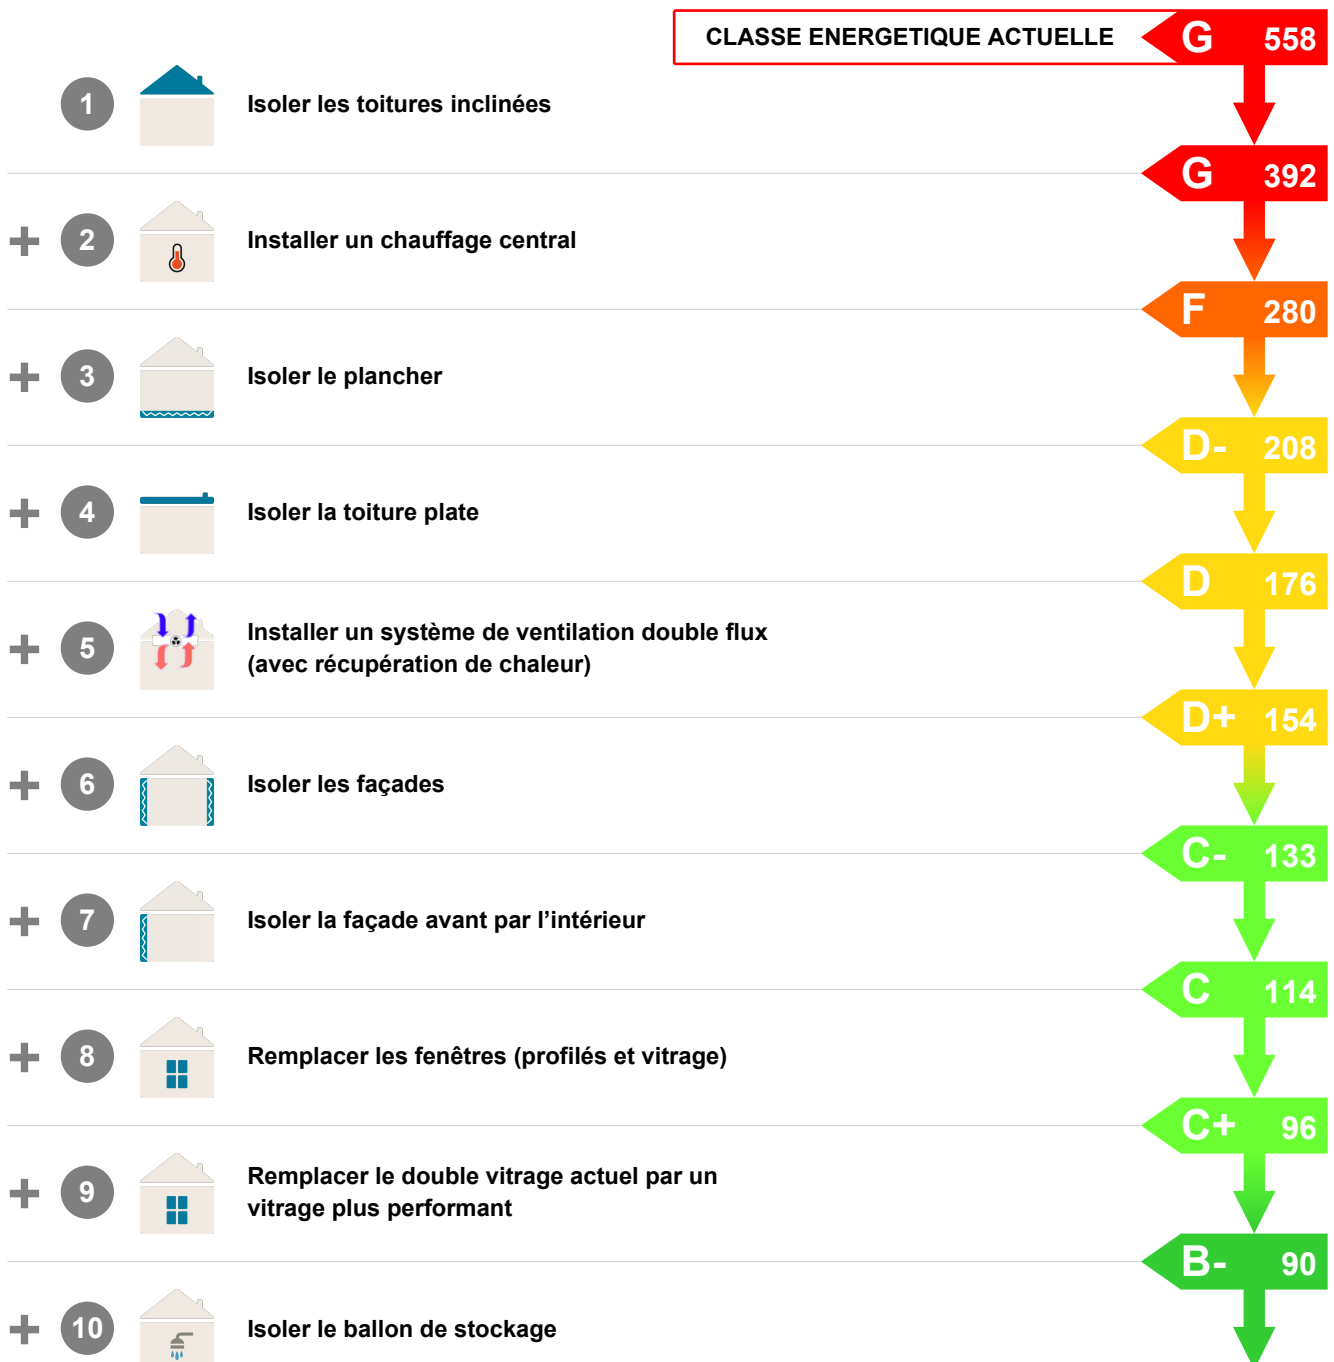 CLASSE ENERGETIQUE ACTUELLE G 558
1 Isoler les toitures inclinées
G 392
+ 2 Installer un chauffage central
F 280
+ 3 Isoler le plancher
D- 208
+ 4 Isoler la toiture plate
D 176
+ 5 Installer un système de ventilation double flux
(avec récupération de chaleur)
D+ 154
+ 6 Isoler les façades
C- 133
+ 7 Isoler la façade avant par l’intérieur
C 114
+ 8 Remplacer les fenêtres (profilés et vitrage)
C+ 96
+ 9 Remplacer le double vitrage actuel par un
vitrage plus performant
B- 90
+ 10 Isoler le ballon de stockage